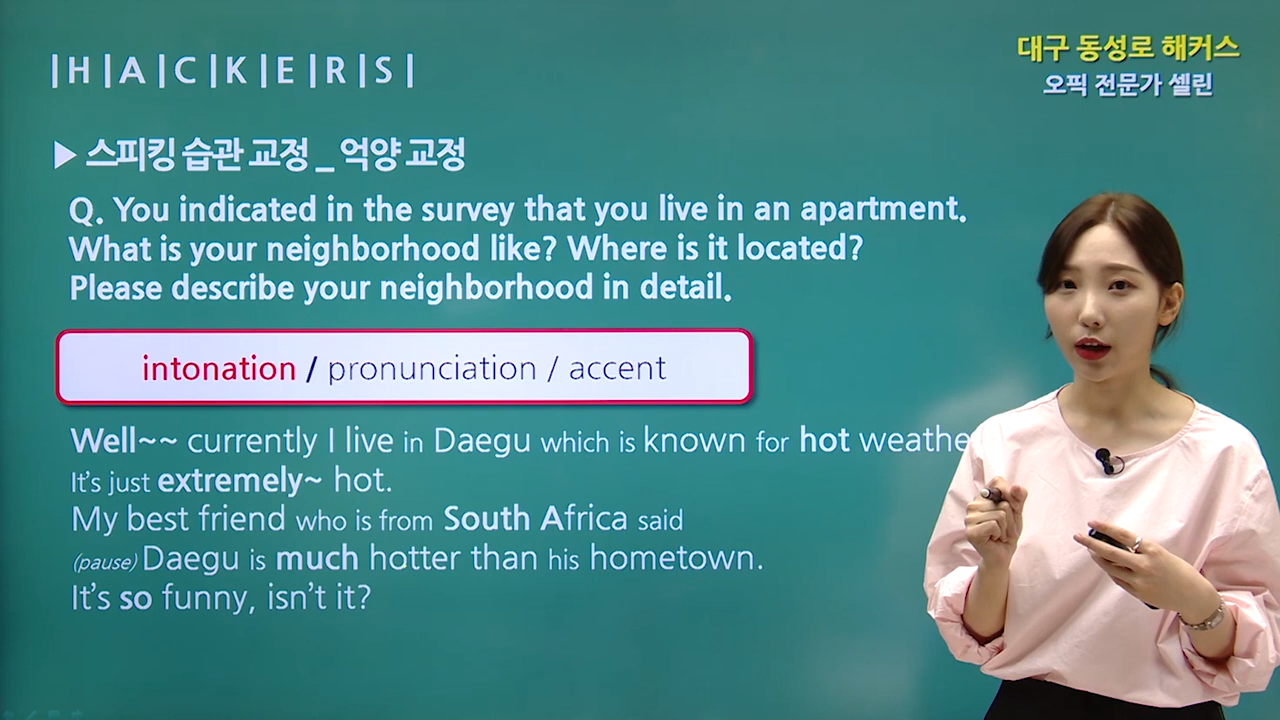 |H|A|C|K|E|R|S|
대구 동성로 해커스
오픽 전문가 셀린
▶ 스피킹 습관 교정 _ 억양 교정
Q. You indicated in the survey that you live in an apartment.
What is your neighborhood like? Where is it located?
Please describe your neighborhood in detail.
intonation / pronunciation / accent
Well~~ currently I live in Daegu which is known for hot weathe
It's just extremely~ hot.
My best friend who is from South Africa said
(pause) Daegu is much hotter than his hometown.
It's so funny, isn't it?